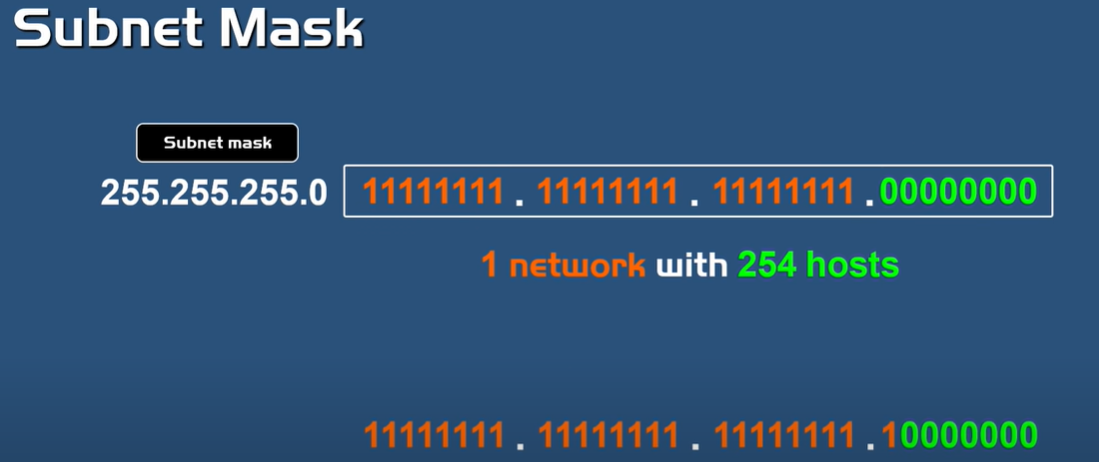 Subnet Mask
Subnet mask
255.255.255.0 11111111 . 11111111 . 11111111 .00000000
1 network with 254 hosts
11111111 . 11111111 . 11111111 .10000000